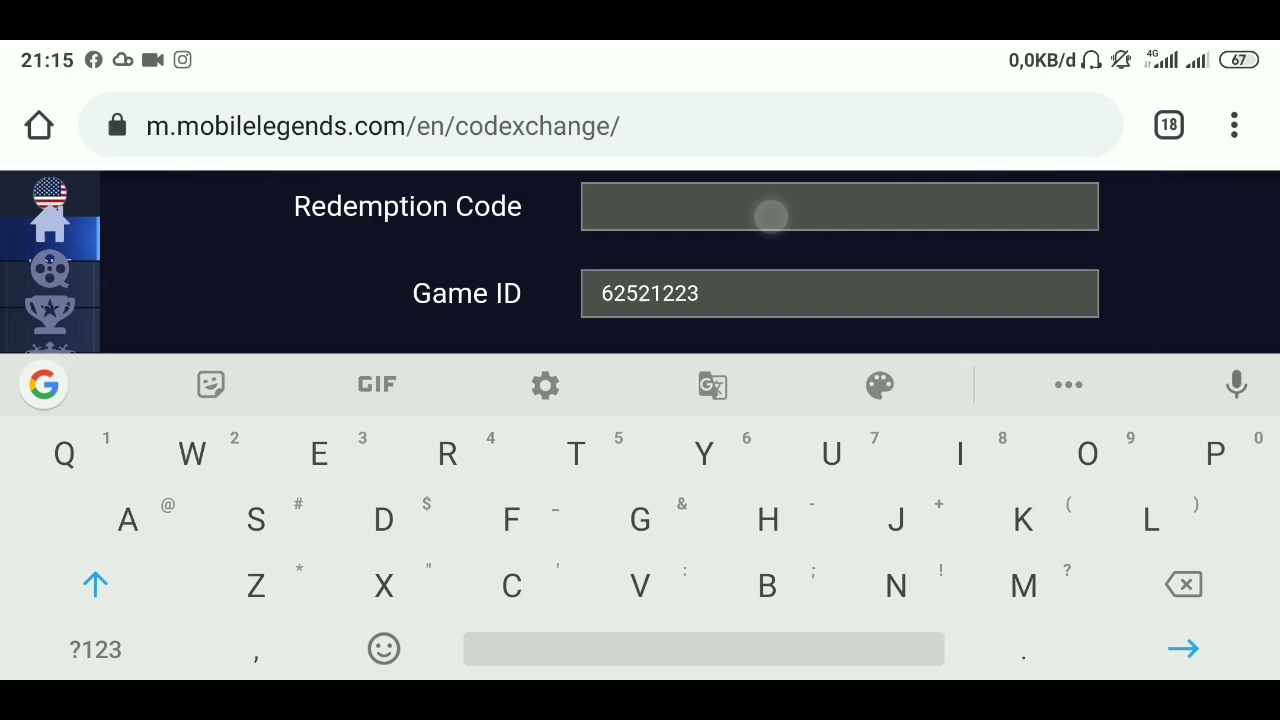 21:15 0,0KB/d 4G 67
m.mobilelegends.com/en/codexchange/ 18
Redemption Code
Game ID 62521223
G GIF
Q 1 W 2 E 3 R 4 T 5 Y 6 U 7 I 8 O 9 P 0
A @ S # D $ F _ G & H - J + K ( L )
Z * X " C ' V : B ; N ! M ?
?123 , .